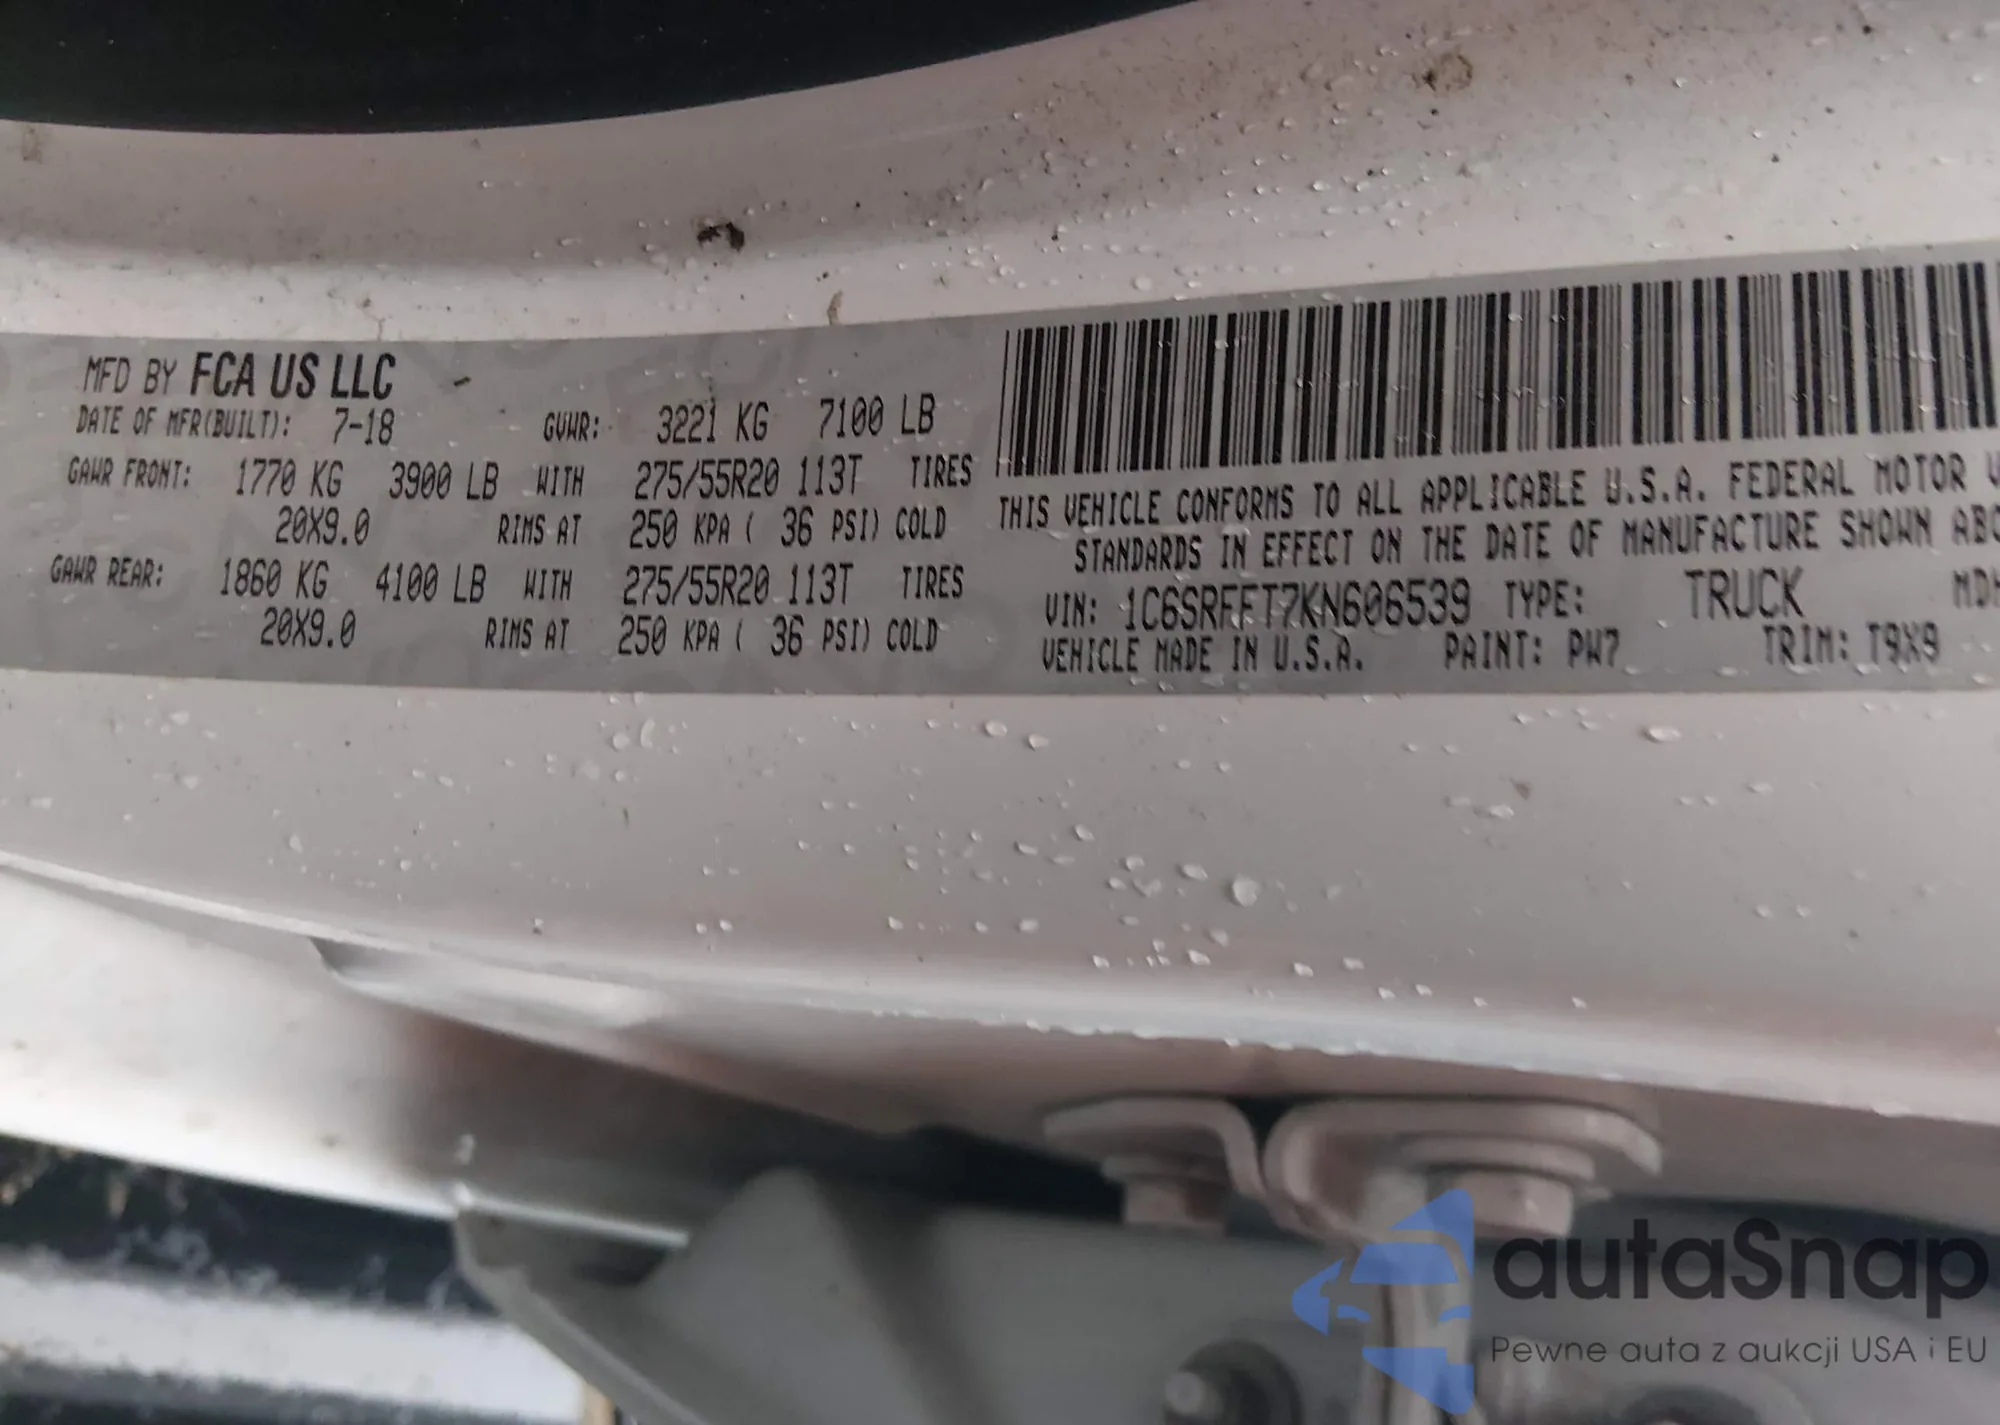 MFD BY FCA US LLC
DATE OF MFR(BUILT): 7-18 GVWR: 3221 KG 7100 LB
GAWR FRONT: 1770 KG 3900 LB WITH 275/55R20 113T TIRES
20X9.0 RIMS AT 250 KPA ( 36 PSI) COLD
GAWR REAR: 1860 KG 4100 LB WITH 275/55R20 113T TIRES
20X9.0 RIMS AT 250 KPA ( 36 PSI) COLD
THIS VEHICLE CONFORMS TO ALL APPLICABLE U.S.A. FEDERAL MOTOR V
STANDARDS IN EFFECT ON THE DATE OF MANUFACTURE SHOWN ABO
VIN: 1C6SRFFT7KN606539 TYPE: TRUCK MDH
VEHICLE MADE IN U.S.A. PAINT: PW7 TRIM: T9X9
autaSnap
Pewne auta z aukcji USA i EU